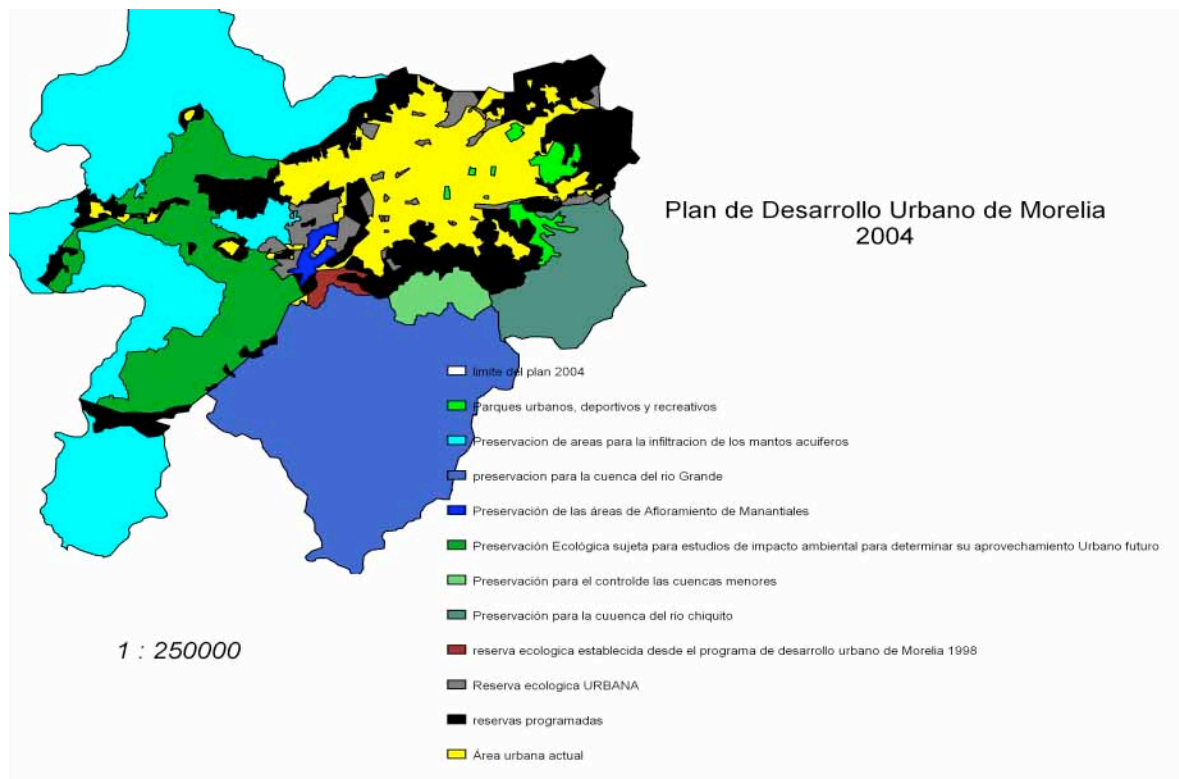 Plan de Desarrollo Urbano de Morelia
2004
limite del plan 2004
Parques urbanos, deportivos y recreativos
Preservacion de areas para la infiltracion de los mantos acuiferos
preservacion para la cuenca del rio Grande
Preservación de las áreas de Afloramiento de Manantiales
Preservación Ecológica sujeta para estudios de impacto ambiental para determinar su aprovechamiento Urbano futuro
Preservación para el controlde las cuencas menores
Preservación para la cuuenca del rio chiquito
reserva ecologica establecida desde el programa de desarrollo urbano de Morelia 1998
Reserva ecologica URBANA
reservas programadas
Área urbana actual
1 : 250000